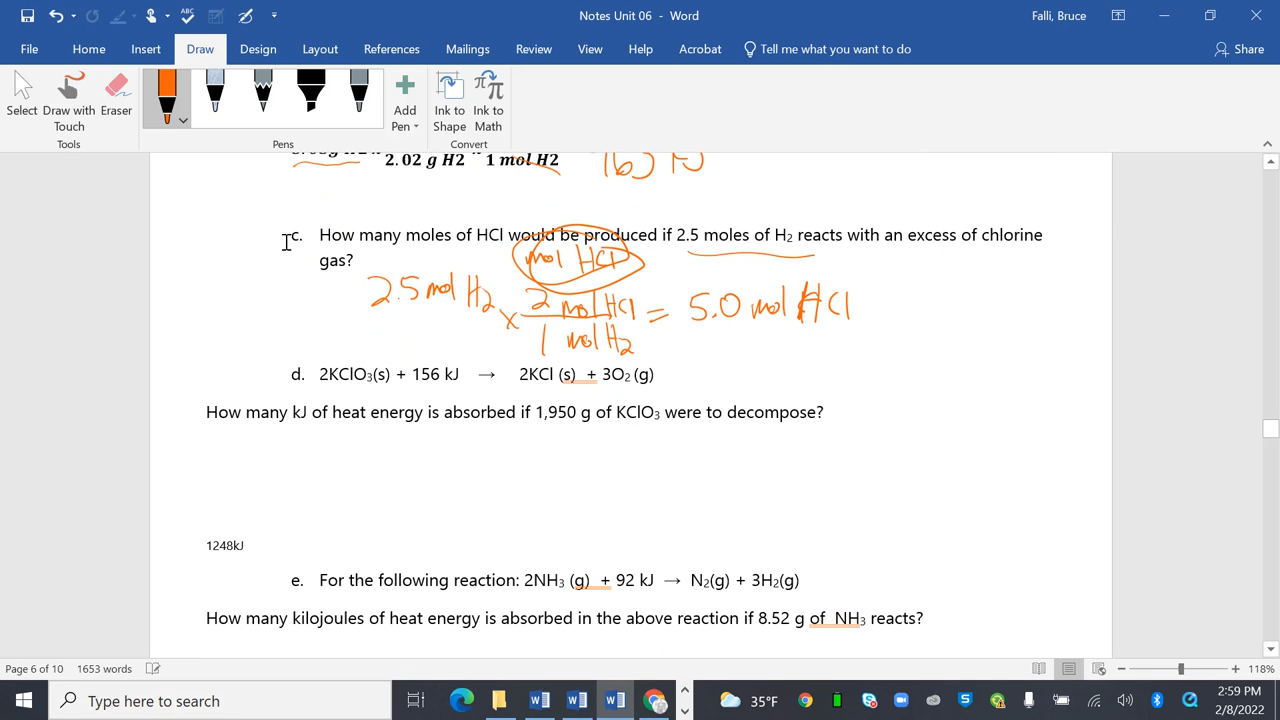 Notes Unit 06 - Word
Falli, Bruce
File Home Insert Draw Design Layout References Mailings Review View Help Acrobat Tell me what you want to do Share
Select Draw with Touch Eraser Add Pen Ink to Shape Ink to Math
Tools Pens Convert
2.02 g H2 1 mol H2 163 kJ
c. How many moles of HCl would be produced if 2.5 moles of H₂ reacts with an excess of chlorine
gas?
mol HCl
2.5 mol H₂ x 2 mol HCl = 5.0 mol HCl
1 mol H₂
d. 2KClO₃(s) + 156 kJ → 2KCl (s) + 3O₂ (g)
How many kJ of heat energy is absorbed if 1,950 g of KClO₃ were to decompose?
1248kJ
e. For the following reaction: 2NH₃ (g) + 92 kJ → N₂(g) + 3H₂(g)
How many kilojoules of heat energy is absorbed in the above reaction if 8.52 g of NH₃ reacts?
Page 6 of 10 1653 words 118%
Type here to search 35°F 2:59 PM
2/8/2022